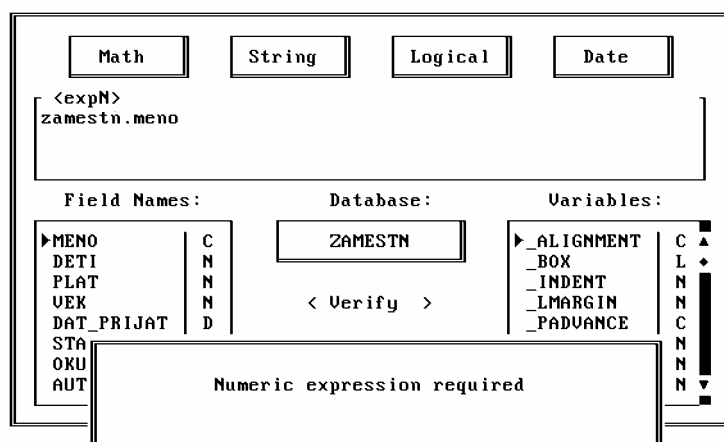 Math String Logical Date
<expN>
zamestn.meno
Field Names: Database: Variables:
MENO C ZAMESTN _ALIGNMENT C
DETI N _BOX L
PLAT N _INDENT N
VEK N < Verify > _LMARGIN N
DAT_PRIJAT D _PADVANCE C
STA N
OKU N
AUT N
Numeric expression required